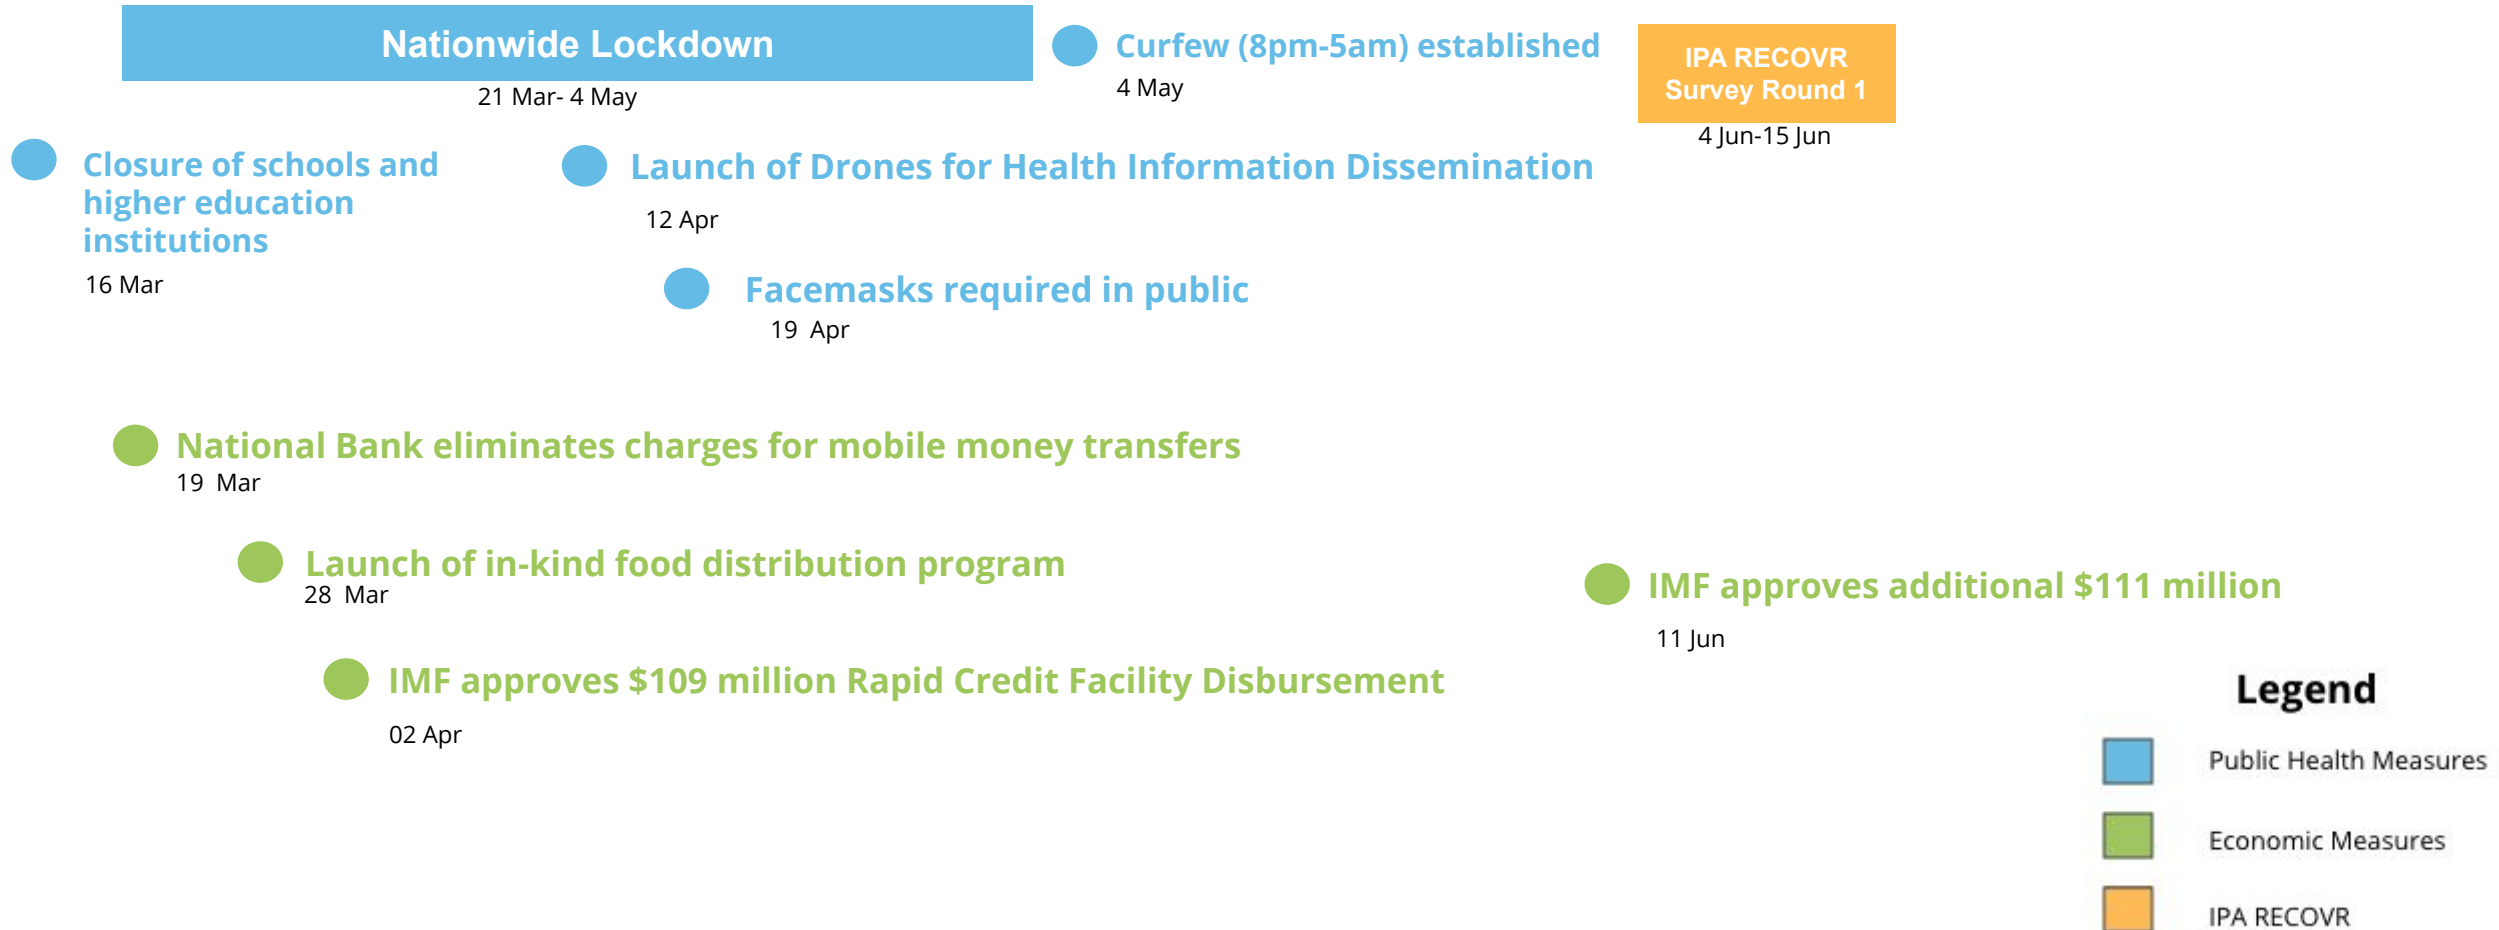 Nationwide Lockdown
21 Mar- 4 May
Curfew (8pm-5am) established
4 May
IPA RECOVR
Survey Round 1
4 Jun-15 Jun
Closure of schools and
higher education
institutions
16 Mar
Launch of Drones for Health Information Dissemination
12 Apr
Facemasks required in public
19 Apr
National Bank eliminates charges for mobile money transfers
19 Mar
Launch of in-kind food distribution program
28 Mar
IMF approves additional $111 million
11 Jun
IMF approves $109 million Rapid Credit Facility Disbursement
02 Apr
Legend
Public Health Measures
Economic Measures
IPA RECOVR